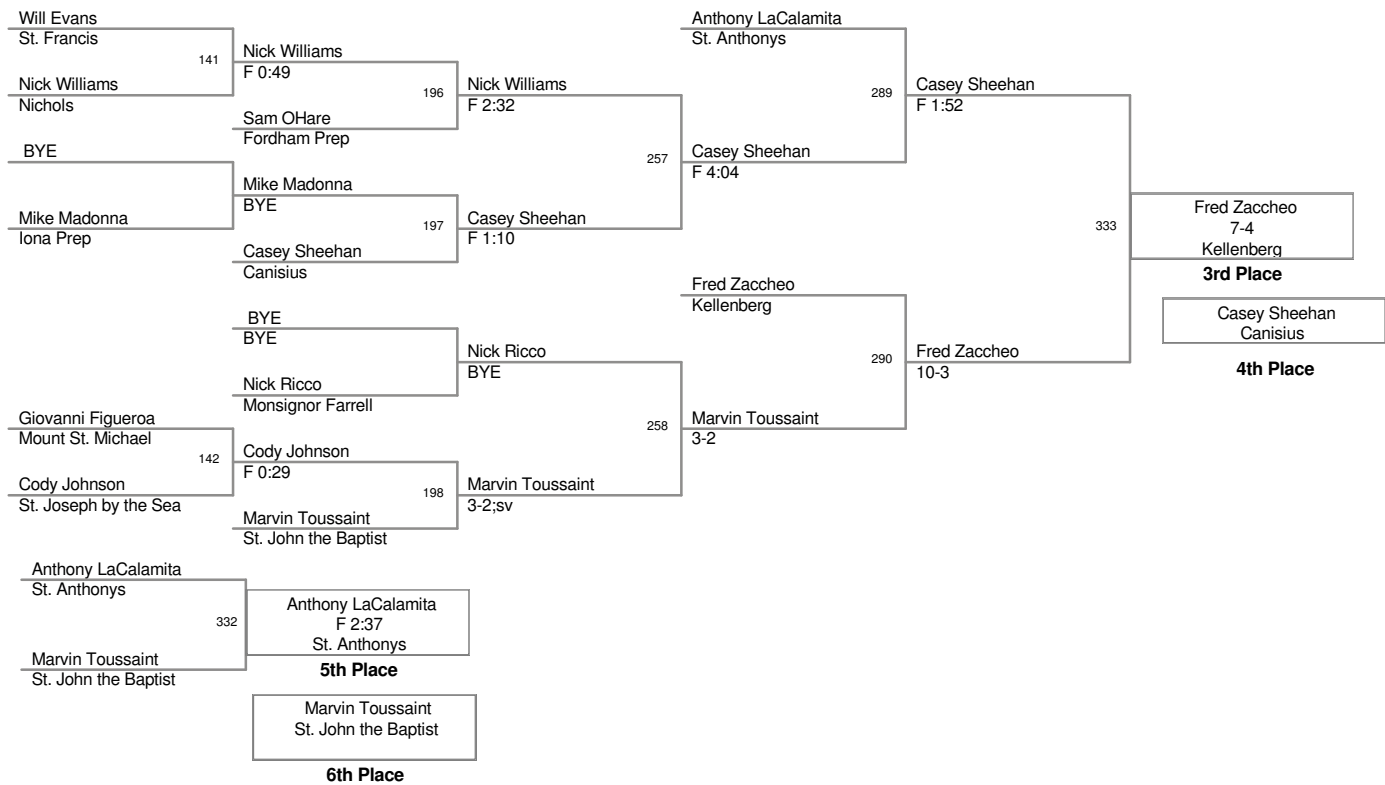 Will Evans
St. Francis
141
Nick Williams
Nichols
Nick Williams
F 0:49
196
Sam OHare
Fordham Prep
BYE
Mike Madonna
Iona Prep
Mike Madonna
BYE
197
Casey Sheehan
Canisius
Nick Williams
F 2:32
257
Casey Sheehan
F 1:10
Anthony LaCalamita
St. Anthonys
289
Casey Sheehan
F 4:04
Casey Sheehan
F 1:52
333
BYE
BYE
Nick Ricco
Monsignor Farrell
Nick Ricco
BYE
258
Giovanni Figueroa
Mount St. Michael
142
Cody Johnson
St. Joseph by the Sea
Cody Johnson
F 0:29
198
Marvin Toussaint
St. John the Baptist
Marvin Toussaint
3-2;sv
Fred Zaccheo
Kellenberg
290
Marvin Toussaint
3-2
Fred Zaccheo
10-3
Fred Zaccheo
7-4
Kellenberg
3rd Place
Casey Sheehan
Canisius
4th Place
Anthony LaCalamita
St. Anthonys
332
Marvin Toussaint
St. John the Baptist
Anthony LaCalamita
F 2:37
St. Anthonys
5th Place
Marvin Toussaint
St. John the Baptist
6th Place